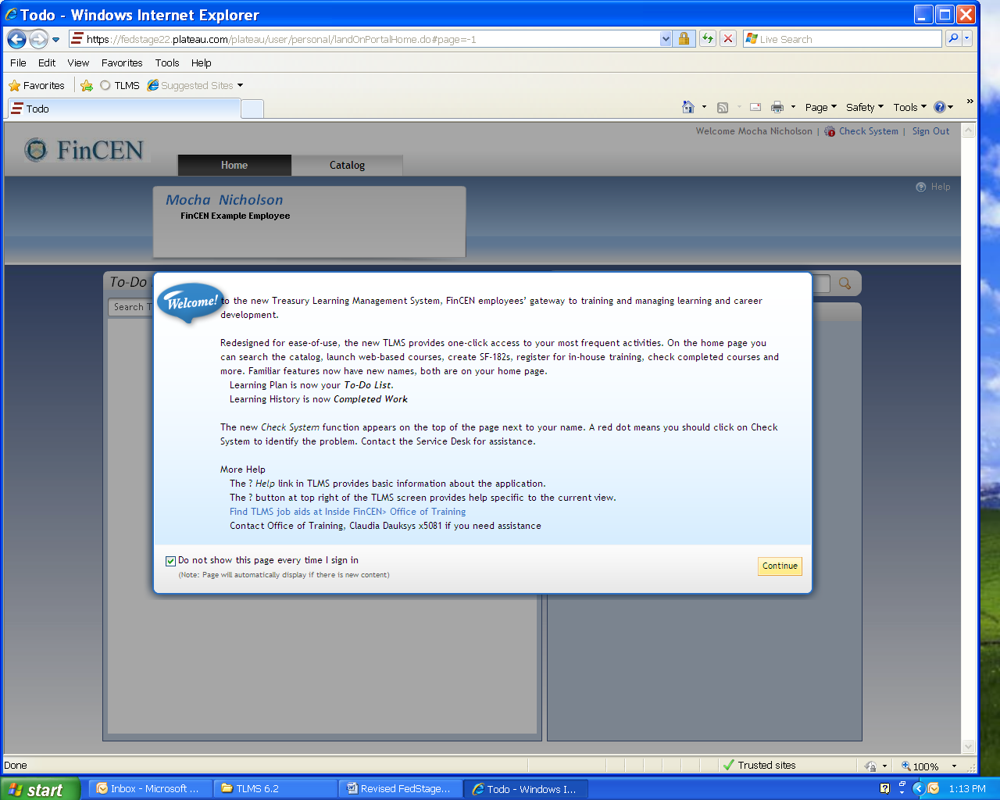 Todo - Windows Internet Explorer
https://fedstage22.plateau.com/plateau/user/personal/landOnPortalHome.do#page=-1
Live Search
File Edit View Favorites Tools Help
Favorites TLMS Suggested Sites
Todo
Page Safety Tools
Welcome Mocha Nicholson | Check System | Sign Out
FinCEN
Home Catalog
Help
Mocha Nicholson
FinCEN Example Employee
To-Do
Search T
Welcome! to the new Treasury Learning Management System, FinCEN employees' gateway to training and managing learning and career
development.
Redesigned for ease-of-use, the new TLMS provides one-click access to your most frequent activities. On the home page you
can search the catalog, launch web-based courses, create SF-182s, register for in-house training, check completed courses and
more. Familiar features now have new names, both are on your home page.
Learning Plan is now your To-Do List.
Learning History is now Completed Work
The new Check System function appears on the top of the page next to your name. A red dot means you should click on Check
System to identify the problem. Contact the Service Desk for assistance.
More Help
The ? Help link in TLMS provides basic information about the application.
The ? button at top right of the TLMS screen provides help specific to the current view.
Find TLMS job aids at Inside FinCEN> Office of Training
Contact Office of Training, Claudia Dauksys x5081 if you need assistance
Do not show this page every time I sign in
(Note: Page will automatically display if there is new content)
Continue
Done
Trusted sites
100%
start
Inbox - Microsoft ...
TLMS 6.2
Revised FedStage...
Todo - Windows I...
1:13 PM